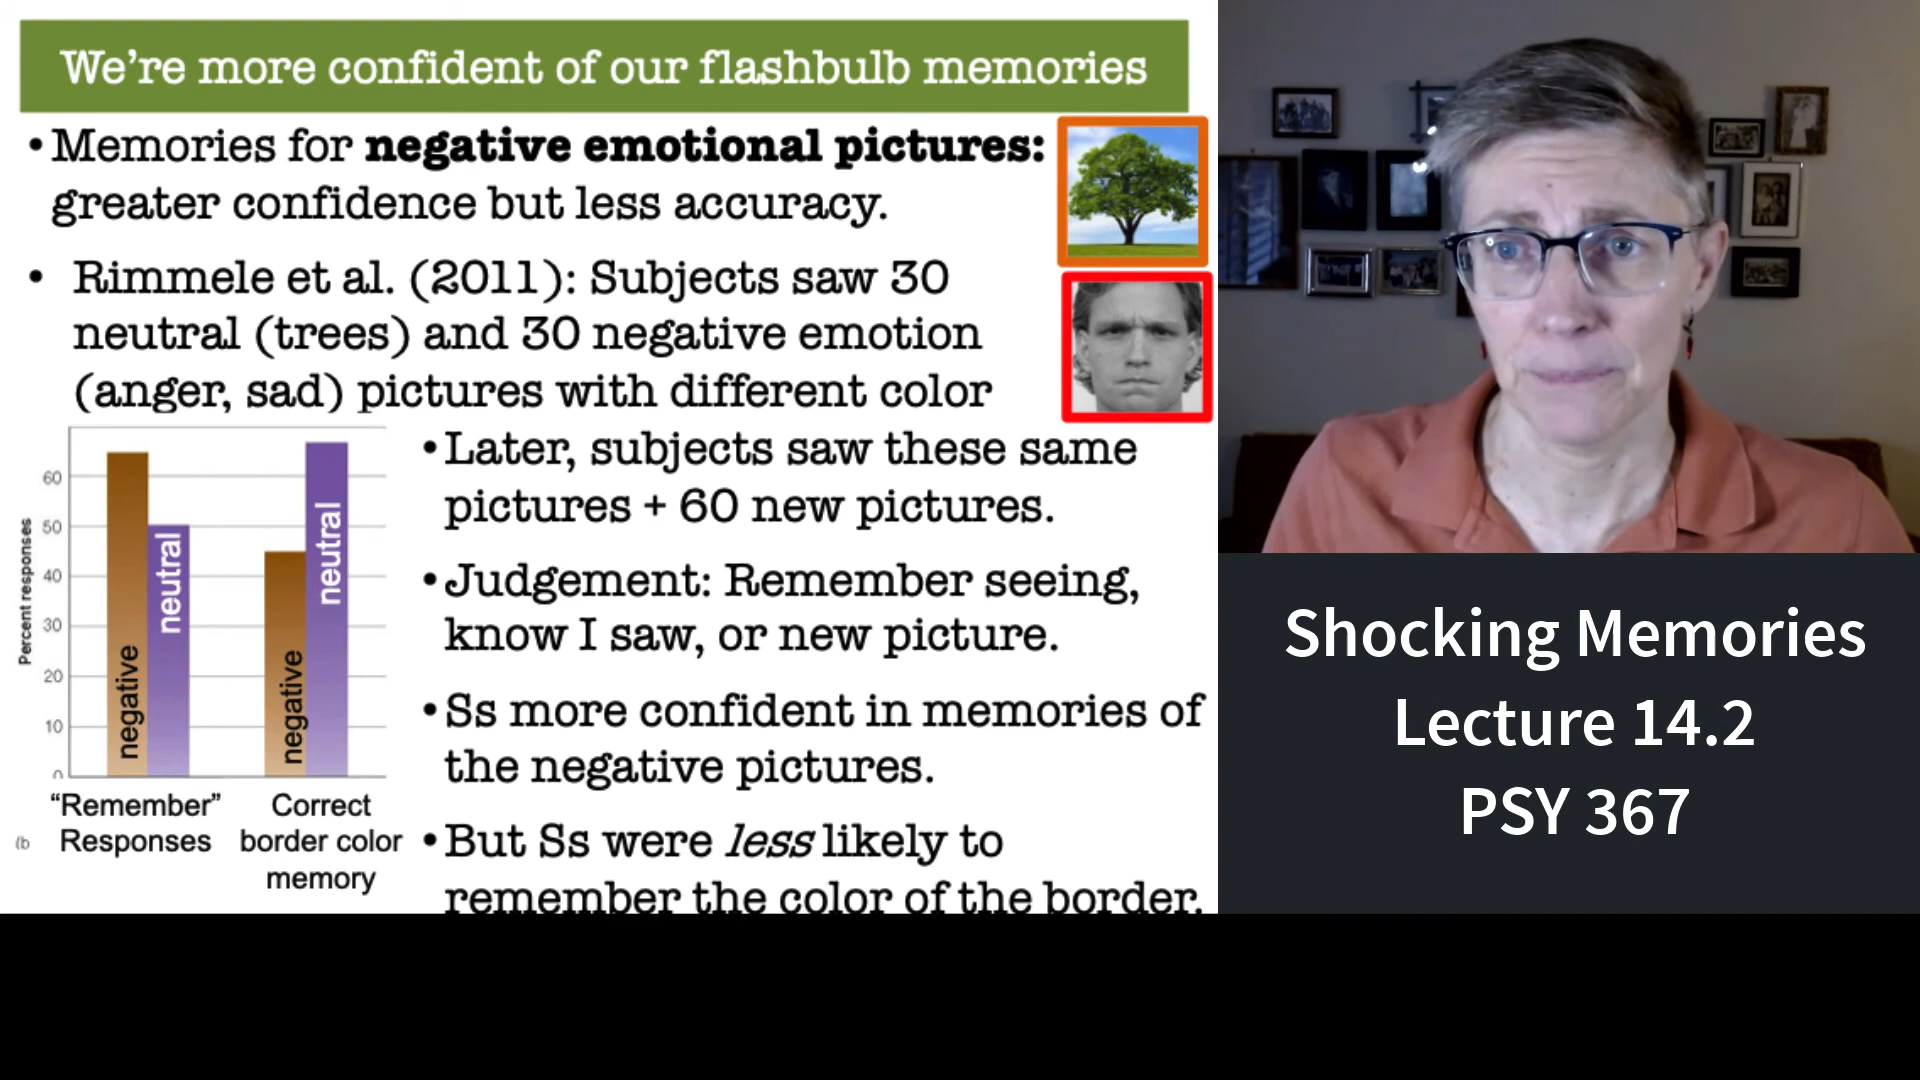 We're more confident of our flashbulb memories
• Memories for negative emotional pictures:
greater confidence but less accuracy.
• Rimmele et al. (2011): Subjects saw 30
neutral (trees) and 30 negative emotion
(anger, sad) pictures with different color
• Later, subjects saw these same
pictures + 60 new pictures.
• Judgement: Remember seeing,
know I saw, or new picture.
• Ss more confident in memories of
the negative pictures.
• But Ss were less likely to
remember the color of the border.
Percent responses
60
50
40
30
20
10
0
negative
neutral
negative
neutral
"Remember"
Responses
Correct
border color
memory
(b
Shocking Memories
Lecture 14.2
PSY 367